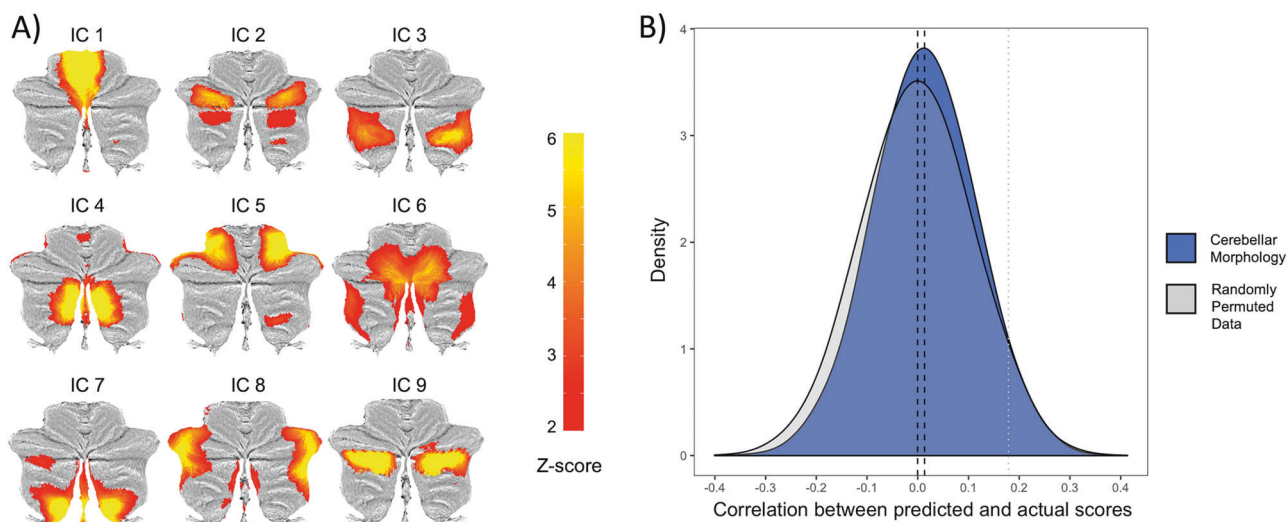 A)
IC 1
IC 2
IC 3
IC 4
IC 5
IC 6
IC 7
IC 8
IC 9
6
5
4
3
2
Z-score
B)
4
3
2
1
0
Density
-0.4
-0.3
-0.2
-0.1
0.0
0.1
0.2
0.3
0.4
Correlation between predicted and actual scores
Cerebellar
Morphology
Randomly
Permuted
Data